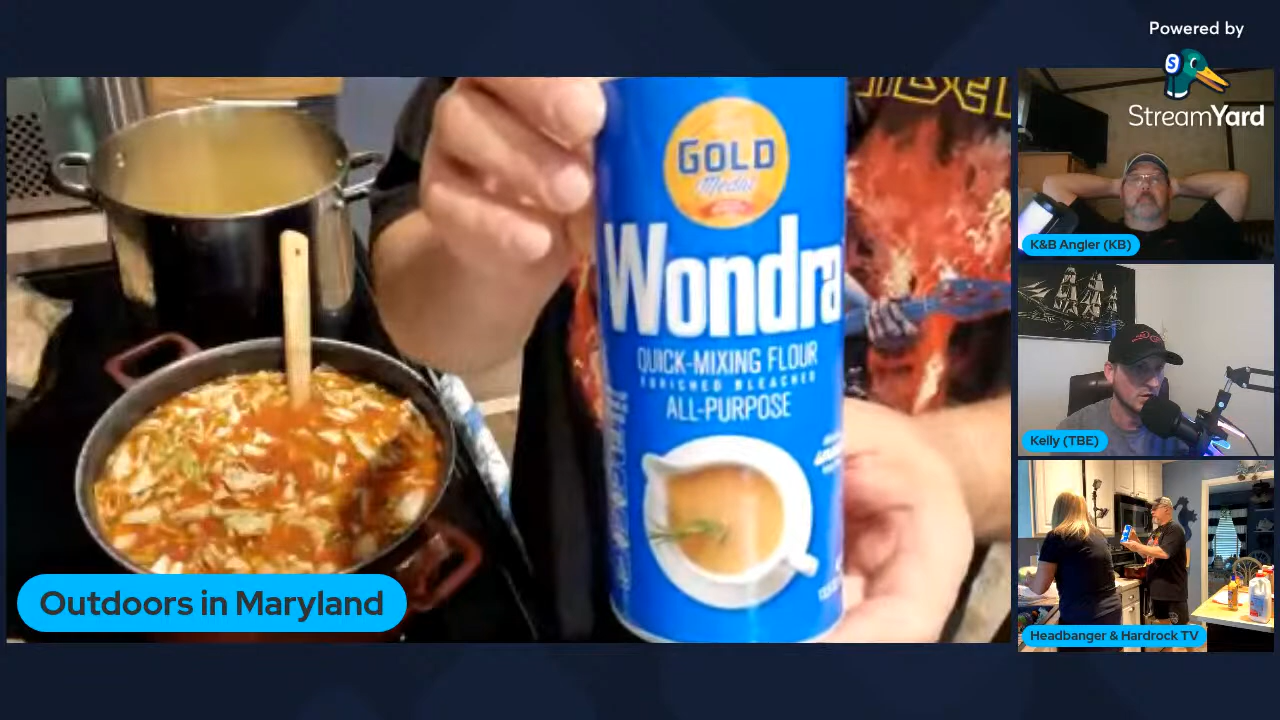 Powered by
StreamYard
GOLD
Medal
Wondra
QUICK-MIXING FLOUR
ENRICHED BLEACHED
ALL-PURPOSE
K&B Angler (KB)
Kelly (TBE)
Headbanger & Hardrock TV
Outdoors in Maryland